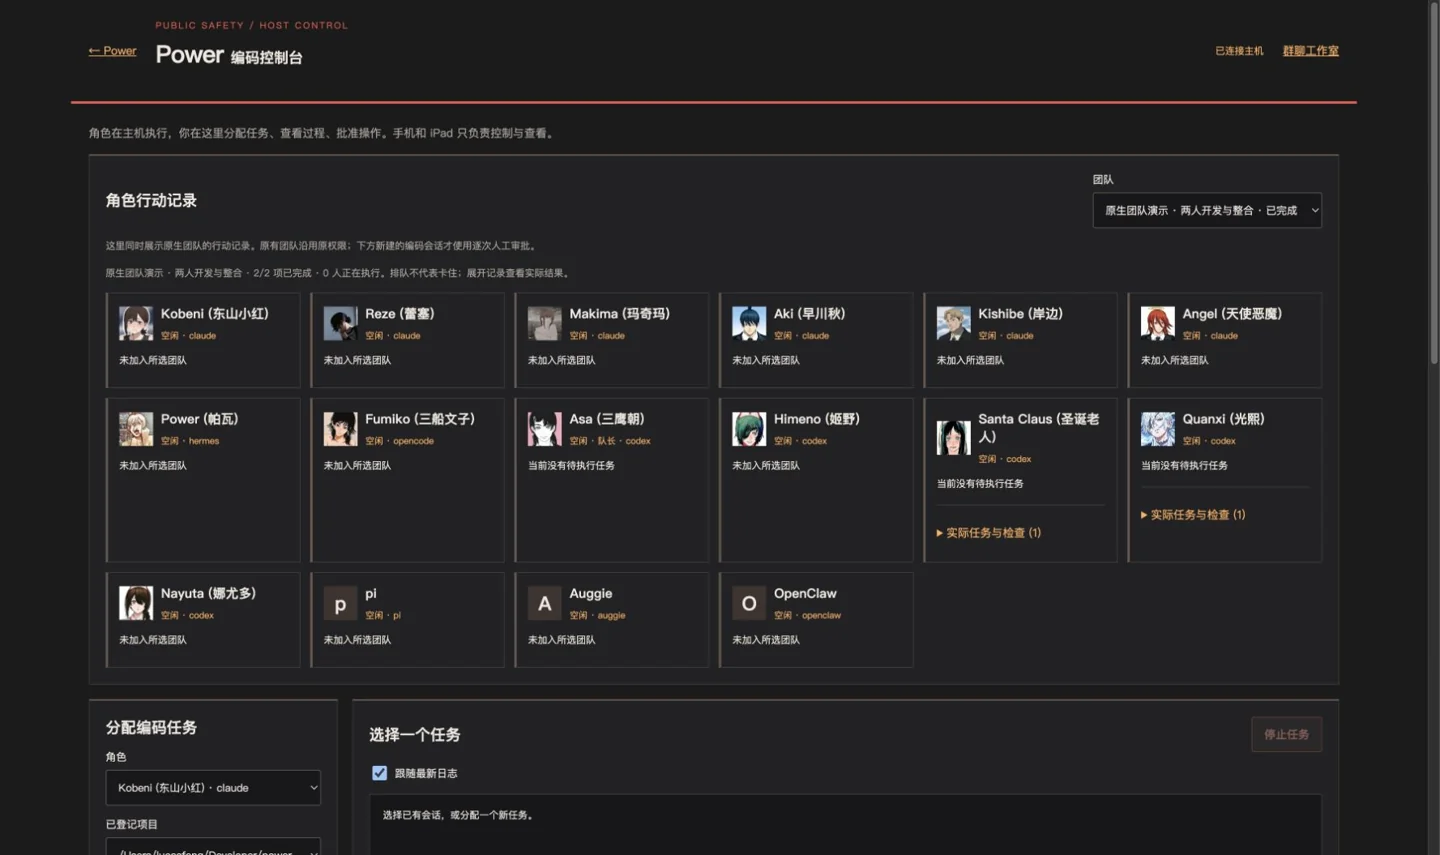 PUBLIC SAFETY / HOST CONTROL
← Power
Power 编码控制台
已连接主机
群聊工作室
角色在主机执行，你在这里分配任务、查看过程、批准操作。手机和 iPad 只负责控制与查看。
角色行动记录
团队
原生团队演示 · 两人开发与整合 · 已完成
这里同时展示原生团队的行动记录。原有团队沿用原权限；下方新建的编码会话才使用逐次人工审批。
原生团队演示 · 两人开发与整合 · 2/2 项已完成 · 0 人正在执行。排队不代表卡住；展开记录查看实际结果。
Kobeni (东山小红)
空闲 · claude
未加入所选团队
Reze (蕾塞)
空闲 · claude
未加入所选团队
Makima (玛奇玛)
空闲 · claude
未加入所选团队
Aki (早川秋)
空闲 · claude
未加入所选团队
Kishibe (岸边)
空闲 · claude
未加入所选团队
Angel (天使恶魔)
空闲 · claude
未加入所选团队
Power (帕瓦)
空闲 · hermes
未加入所选团队
Fumiko (三船文子)
空闲 · opencode
未加入所选团队
Asa (三鹰朝)
空闲 · 队长 · codex
当前没有待执行任务
Himeno (姬野)
空闲 · codex
未加入所选团队
Santa Claus (圣诞老
人)
空闲 · codex
当前没有待执行任务
▶ 实际任务与检查 (1)
Quanxi (光熙)
空闲 · codex
当前没有待执行任务
▶ 实际任务与检查 (1)
Nayuta (娜尤多)
空闲 · codex
未加入所选团队
p
pi
空闲 · pi
未加入所选团队
A
Auggie
空闲 · auggie
未加入所选团队
O
OpenClaw
空闲 · openclaw
未加入所选团队
分配编码任务
角色
Kobeni (东山小红) · claude
已登记项目
选择一个任务
停止任务
跟随最新日志
选择已有会话，或分配一个新任务。